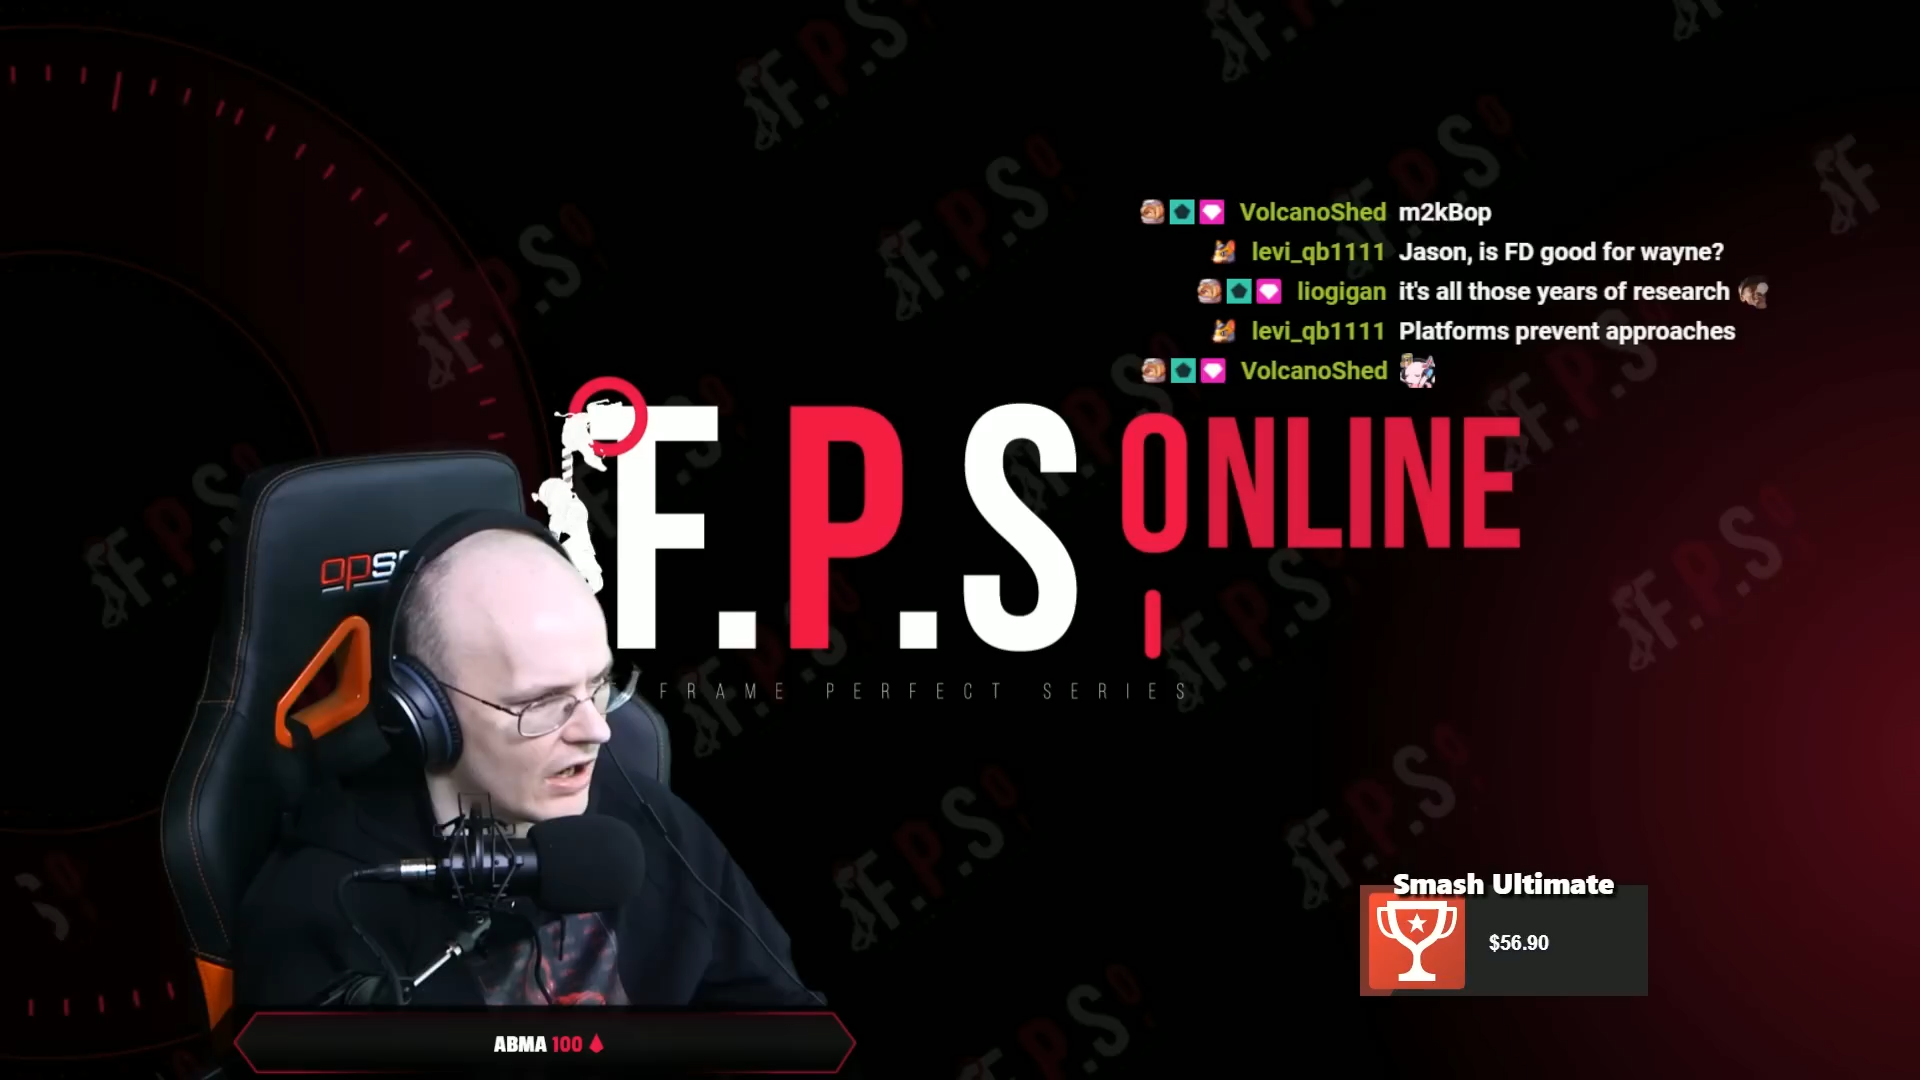 VolcanoShed m2kBop
levi_qb1111 Jason, is FD good for wayne?
liogigan it's all those years of research
levi_qb1111 Platforms prevent approaches
VolcanoShed
F.P.S ONLINE
FRAME PERFECT SERIES
Smash Ultimate
$56.90
ABMA 100